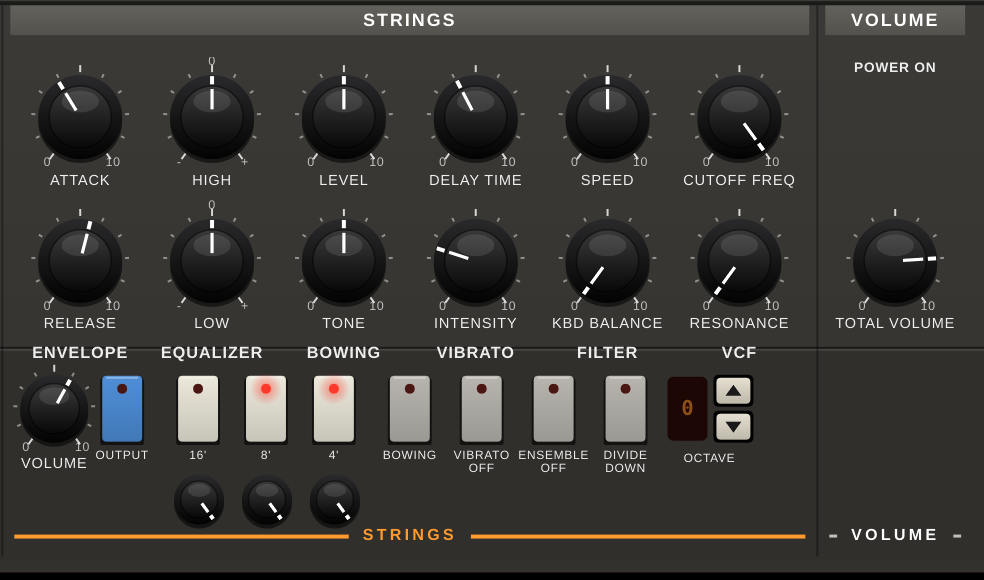 STRINGS VOLUME
POWER ON
0
0 10 - + 0 10 0 10 0 10 0 10
ATTACK HIGH LEVEL DELAY TIME SPEED CUTOFF FREQ
0
0 10 - + 0 10 0 10 0 10 0 10 0 10
RELEASE LOW TONE INTENSITY KBD BALANCE RESONANCE TOTAL VOLUME
ENVELOPE EQUALIZER BOWING VIBRATO FILTER VCF
0
0 10
VOLUME OUTPUT 16' 8' 4' BOWING VIBRATO OFF ENSEMBLE OFF DIVIDE DOWN OCTAVE
STRINGS VOLUME